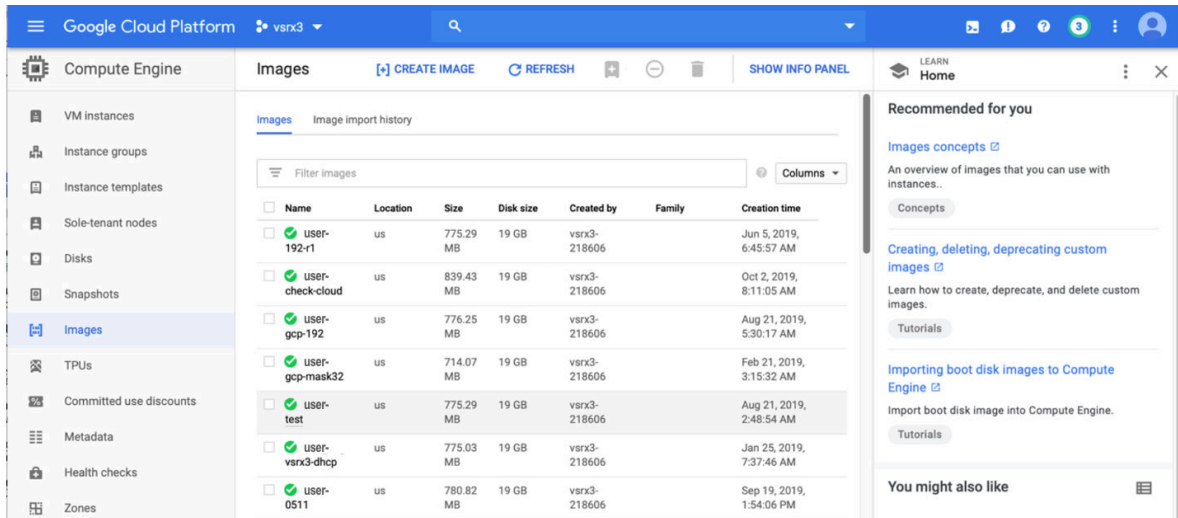 Google Cloud Platform vsrx3
3
Compute Engine
VM instances
Instance groups
Instance templates
Sole-tenant nodes
Disks
Snapshots
Images
TPUs
Committed use discounts
Metadata
Health checks
Zones
Images [+] CREATE IMAGE REFRESH SHOW INFO PANEL
Images Image import history
Filter images Columns
Name Location Size Disk size Created by Family Creation time
user- us 775.29 19 GB vsrx3- Jun 5, 2019,
192-r1 MB 218606 6:45:57 AM
user- us 839.43 19 GB vsrx3- Oct 2, 2019,
check-cloud MB 218606 8:11:05 AM
user- us 776.25 19 GB vsrx3- Aug 21, 2019,
gcp-192 MB 218606 5:30:17 AM
user- us 714.07 19 GB vsrx3- Feb 21, 2019,
gcp-mask32 MB 218606 3:15:32 AM
user- us 775.29 19 GB vsrx3- Aug 21, 2019,
test MB 218606 2:48:54 AM
user- us 775.03 19 GB vsrx3- Jan 25, 2019,
vsrx3-dhcp MB 218606 7:37:46 AM
user- us 780.82 19 GB vsrx3- Sep 19, 2019,
0511 MB 218606 1:54:06 PM
LEARN
Home
Recommended for you
Images concepts
An overview of images that you can use with
instances..
Concepts
Creating, deleting, deprecating custom
images
Learn how to create, deprecate, and delete custom
images.
Tutorials
Importing boot disk images to Compute
Engine
Import boot disk image into Compute Engine.
Tutorials
You might also like